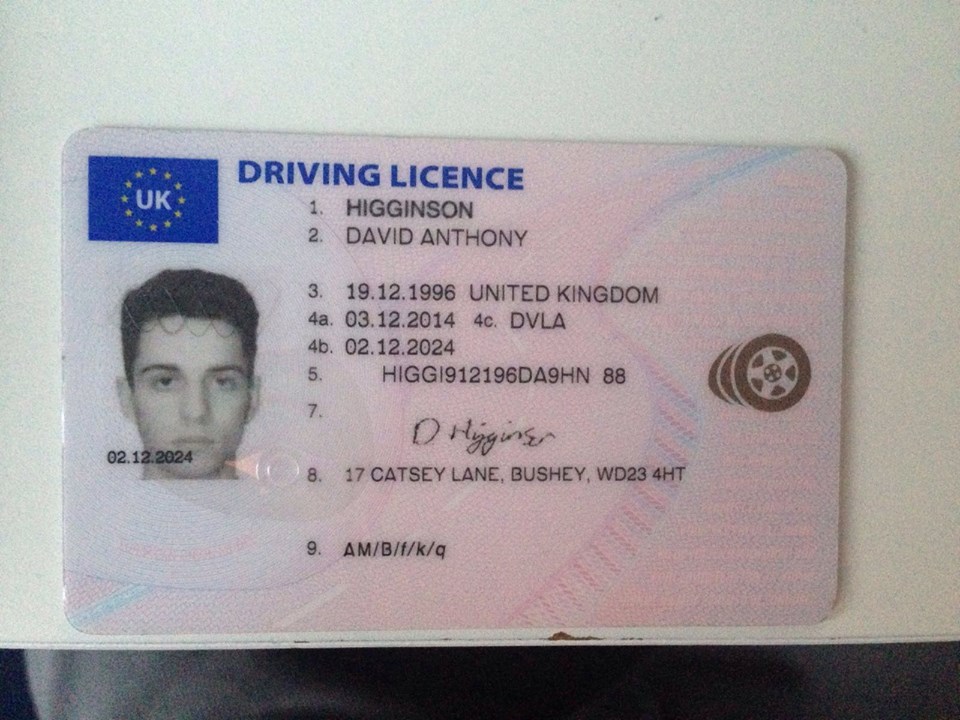 UK
DRIVING LICENCE
1. HIGGINSON
2. DAVID ANTHONY
3. 19.12.1996 UNITED KINGDOM
4a. 03.12.2014 4c. DVLA
4b. 02.12.2024
5. HIGGI912196DA9HN 88
7. D Higginson
02.12.2024
8. 17 CATSEY LANE, BUSHEY, WD23 4HT
9. AM/B/f/k/q